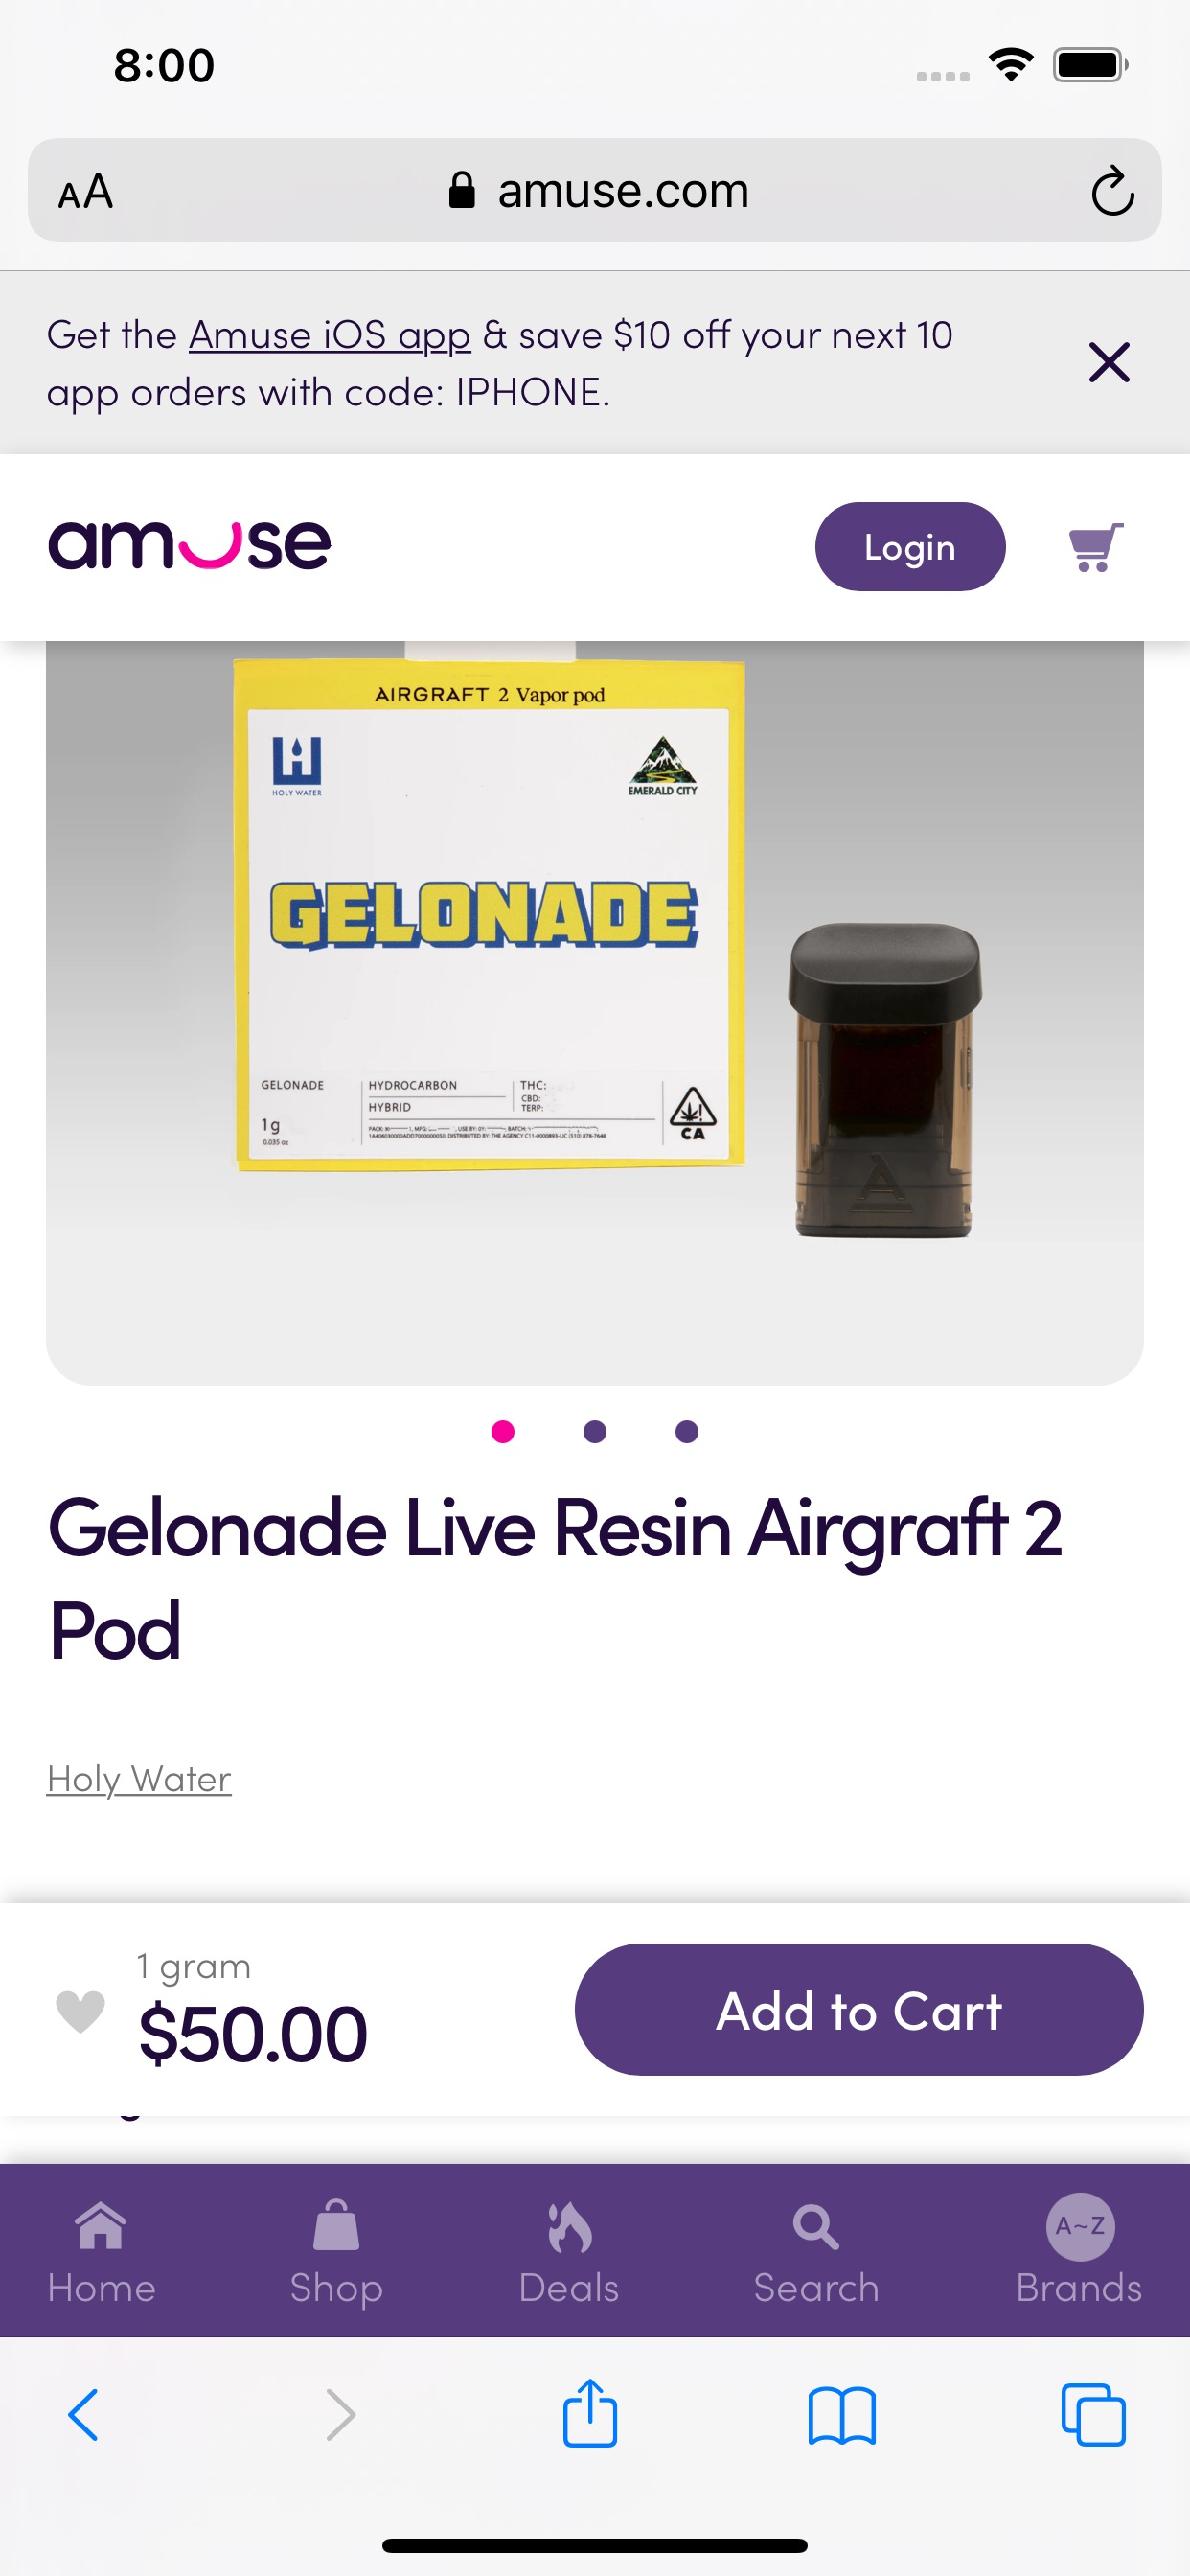 8:00
AA
amuse.com
Get the Amuse iOS app & save $10 off your next 10
app orders with code: IPHONE.
amuse
Login
AIRGRAFT 2 Vapor pod
HOLY WATER
EMERALD CITY
GELONADE
GELONADE
1g
0.035 oz
HYDROCARBON
HYBRID
THC:
CBD:
TERP:
CA
Gelonade Live Resin Airgraft 2
Pod
Holy Water
1 gram
$50.00
Add to Cart
A~Z
Home
Shop
Deals
Search
Brands